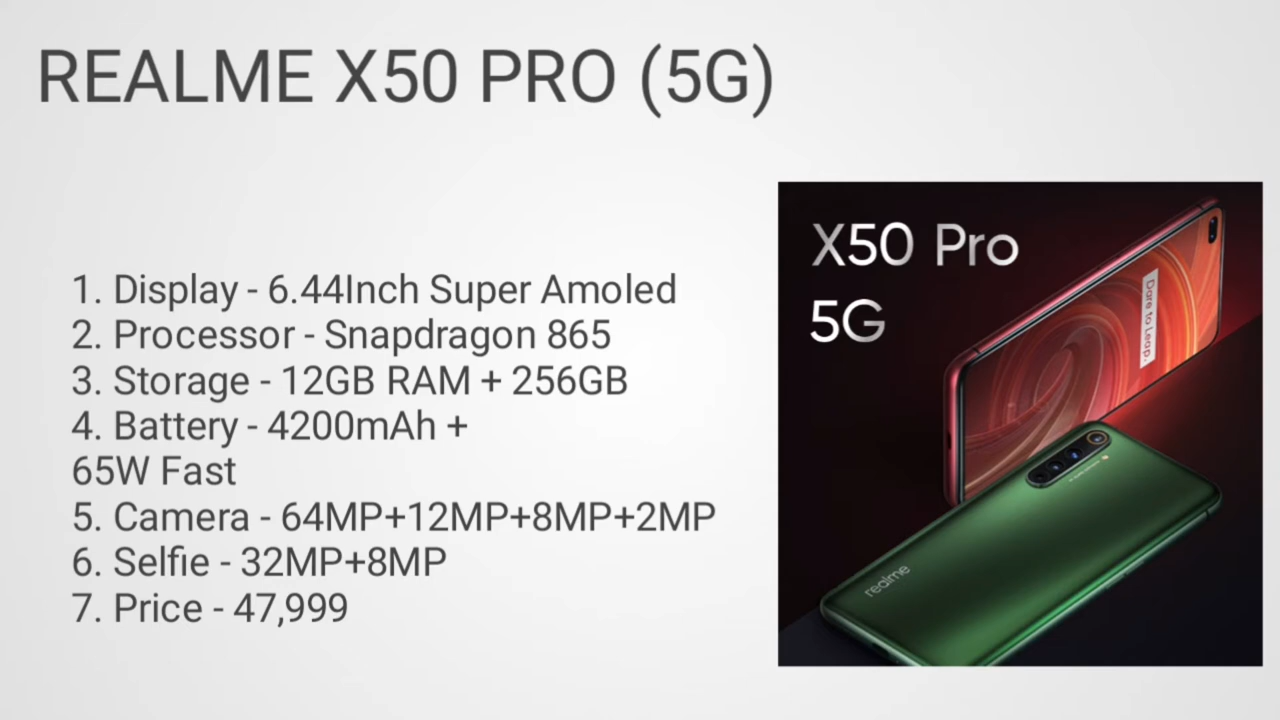 REALME X50 PRO (5G)
1. Display - 6.44Inch Super Amoled
2. Processor - Snapdragon 865
3. Storage - 12GB RAM + 256GB
4. Battery - 4200mAh +
65W Fast
5. Camera - 64MP+12MP+8MP+2MP
6. Selfie - 32MP+8MP
7. Price - 47,999
X50 Pro
5G
Dare to Leap.
realme